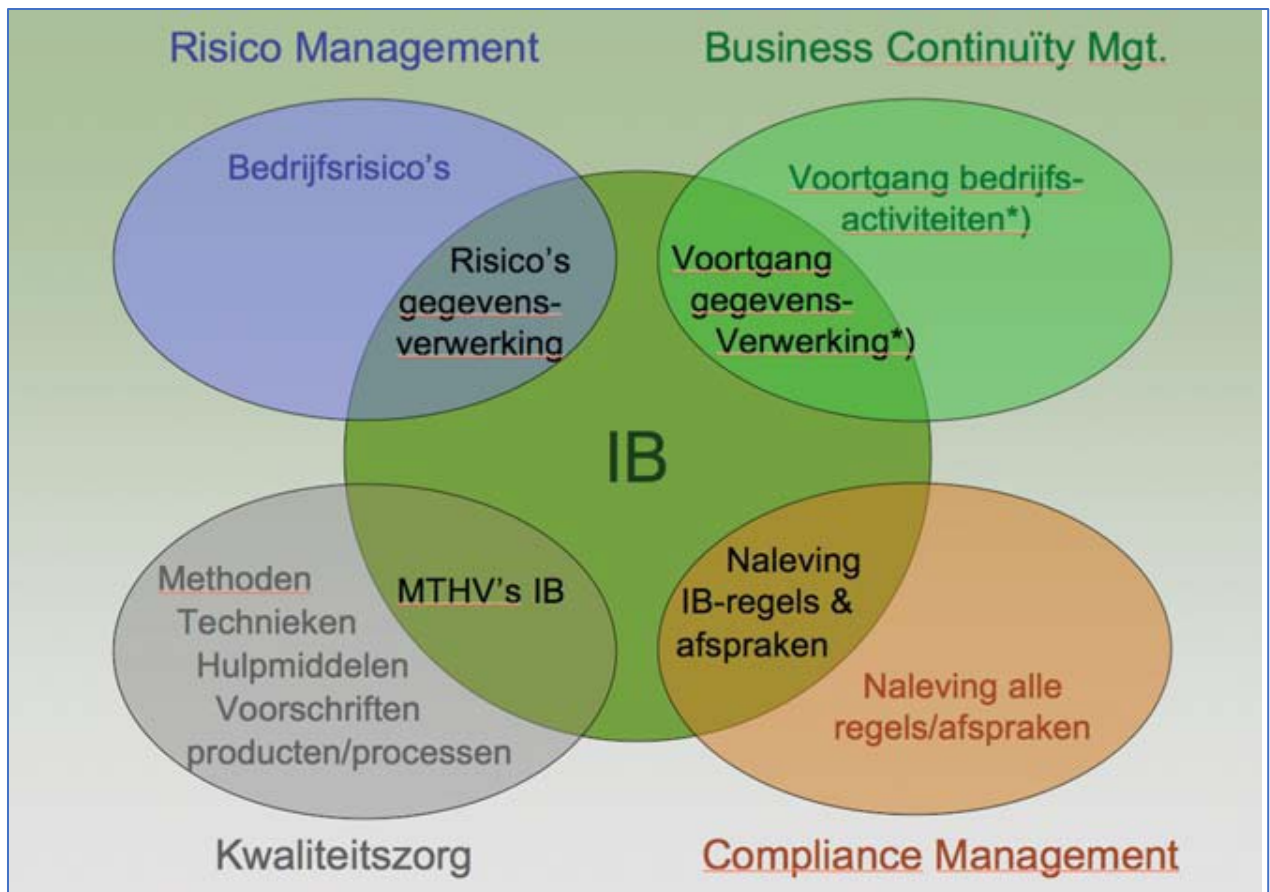 Risico Management
Business Continuïty Mgt.
Bedrijfsrisico's
Risico's
gegevens-
verwerking
Voortgang bedrijfs-
activiteiten*)
Voortgang
gegevens-
Verwerking*)
IB
Methoden
Technieken
Hulpmiddelen
Voorschriften
producten/processen
MTHV's IB
Naleving
IB-regels &
afspraken
Naleving alle
regels/afspraken
Kwaliteitszorg
Compliance Management